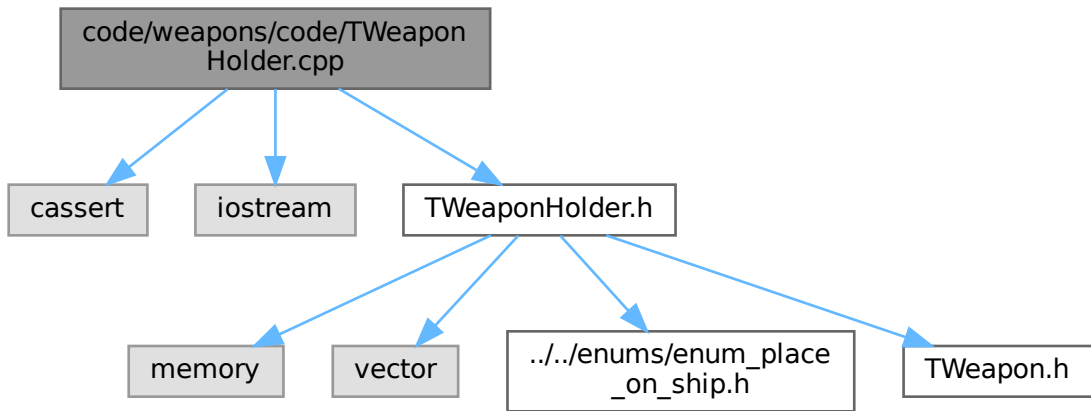 code/weapons/code/TWeapon
Holder.cpp
cassert
iostream
TWeaponHolder.h
memory
vector
../../enums/enum_place
_on_ship.h
TWeapon.h